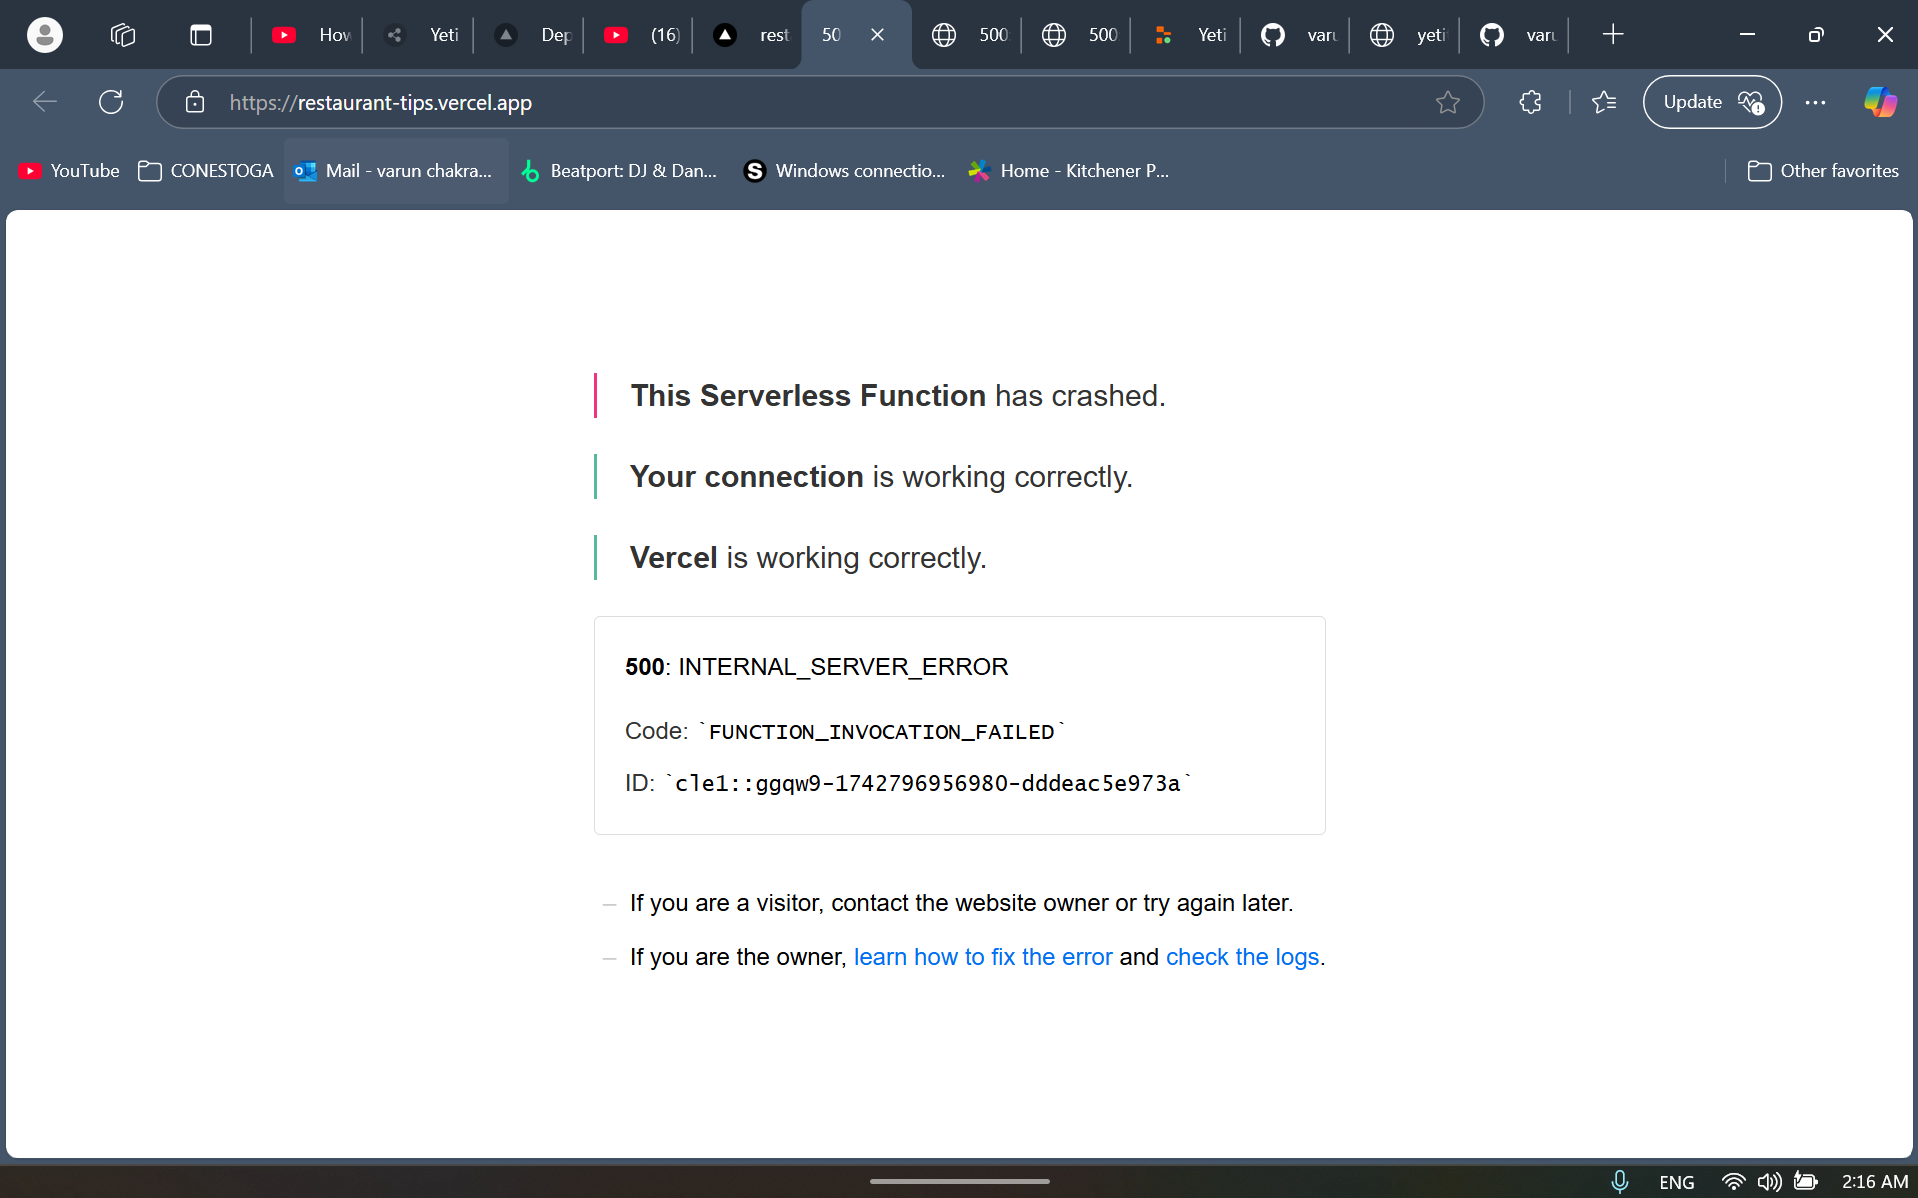 How
Yeti
Dep
(16)
rest
50
500:
500:
Yeti
varu
yeti
varu
https://restaurant-tips.vercel.app
Update
YouTube
CONESTOGA
Mail - varun chakra...
Beatport: DJ & Dan...
Windows connectio...
Home - Kitchener P...
Other favorites
This Serverless Function has crashed.
Your connection is working correctly.
Vercel is working correctly.
500: INTERNAL_SERVER_ERROR
Code: `FUNCTION_INVOCATION_FAILED`
ID: `cle1::ggqw9-1742796956980-dddeac5e973a`
– If you are a visitor, contact the website owner or try again later.
– If you are the owner, learn how to fix the error and check the logs.
ENG
2:16 AM